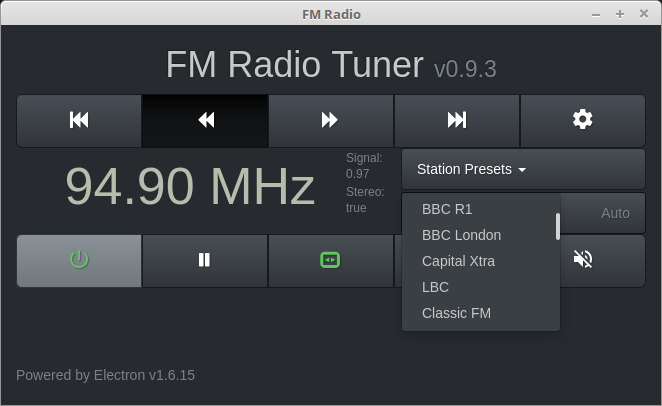 FM Radio
FM Radio Tuner v0.9.3
94.90 MHz
Signal:
0.97
Stereo:
true
Station Presets
Auto
BBC R1
BBC London
Capital Xtra
LBC
Classic FM
Powered by Electron v1.6.15